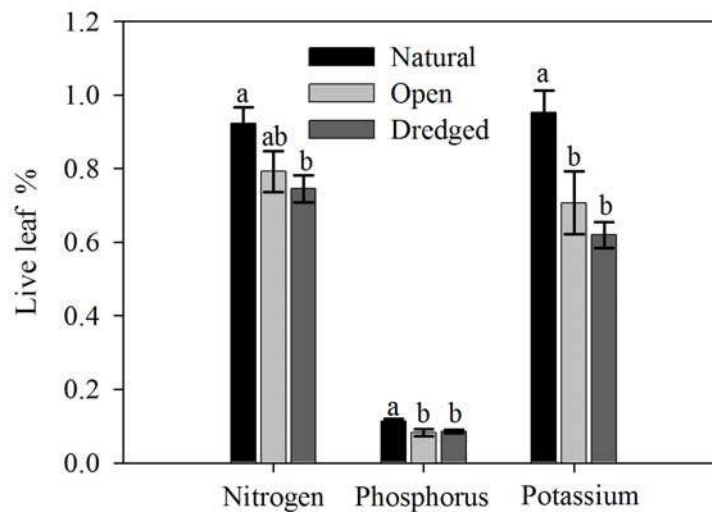 1.2
1.0
0.8
0.6
0.4
0.2
0.0
Live leaf %
Natural
Open
Dredged
a
ab
b
a
b
b
a
b
b
Nitrogen
Phosphorus
Potassium